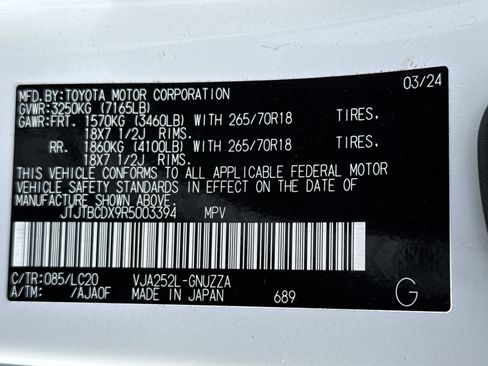 MFD.BY:TOYOTA MOTOR CORPORATION 03/24
GVWR:3250KG (7165LB)
GAWR:FRT. 1570KG (3460LB) WITH 265/70R18 TIRES.
18X7 1/2J RIMS.
RR. 1860KG (4100LB) WITH 265/70R18 TIRES.
18X7 1/2J RIMS.
THIS VEHICLE CONFORMS TO ALL APPLICABLE FEDERAL MOTOR
VEHICLE SAFETY STANDARDS IN EFFECT ON THE DATE OF
MANUFACTURE SHOWN ABOVE.
JTJTBCDX9R5003394 MPV
C/TR:085/LC20 VJA252L-GNUZZA
A/TM: /AJA0F MADE IN JAPAN 689 G